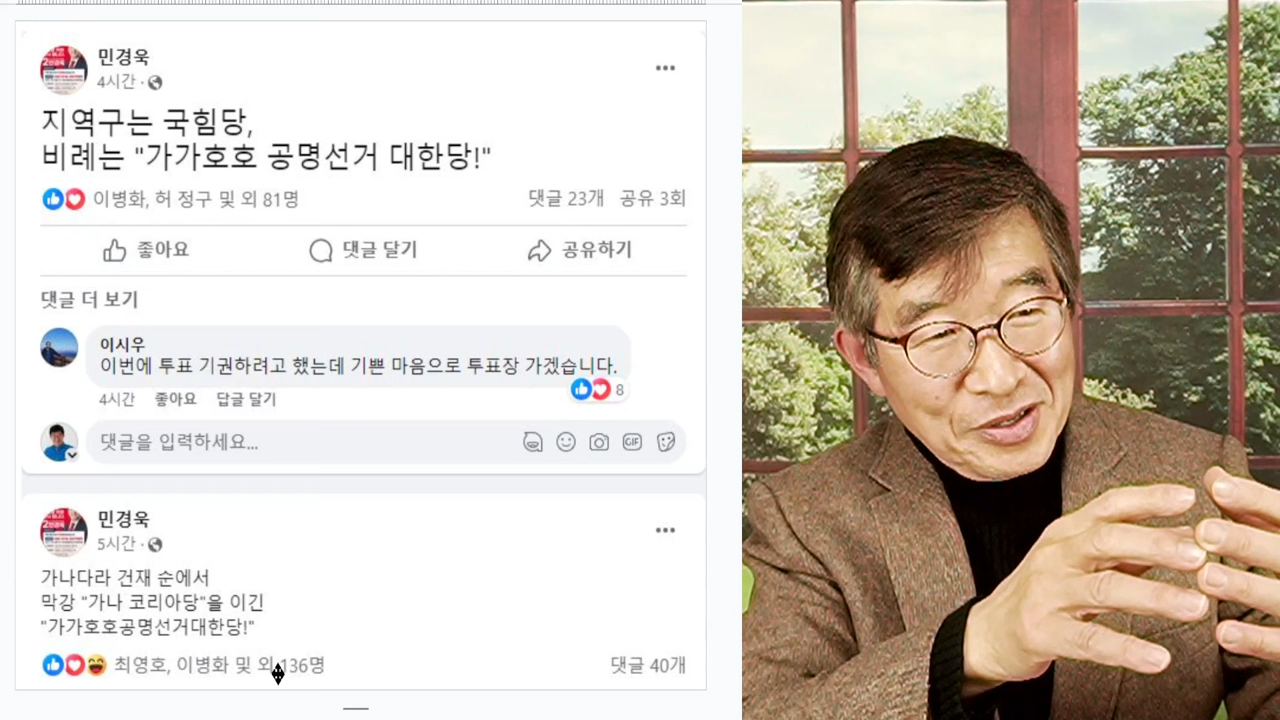 민경욱
4시간
지역구는 국힘당,
비례는 "가가호호 공명선거 대한당!"
이병화, 허 정구 및 외 81명 댓글 23개 공유 3회
좋아요 댓글 달기 공유하기
댓글 더 보기
이시우
이번에 투표 기권하려고 했는데 기쁜 마음으로 투표장 가겠습니다.
8
4시간 좋아요 답글 달기
댓글을 입력하세요... GIF
민경욱
5시간
가나다라 건재 순에서
막강 "가나 코리아당"을 이긴
"가가호호공명선거대한당!"
최영호, 이병화 및 외 136명 댓글 40개